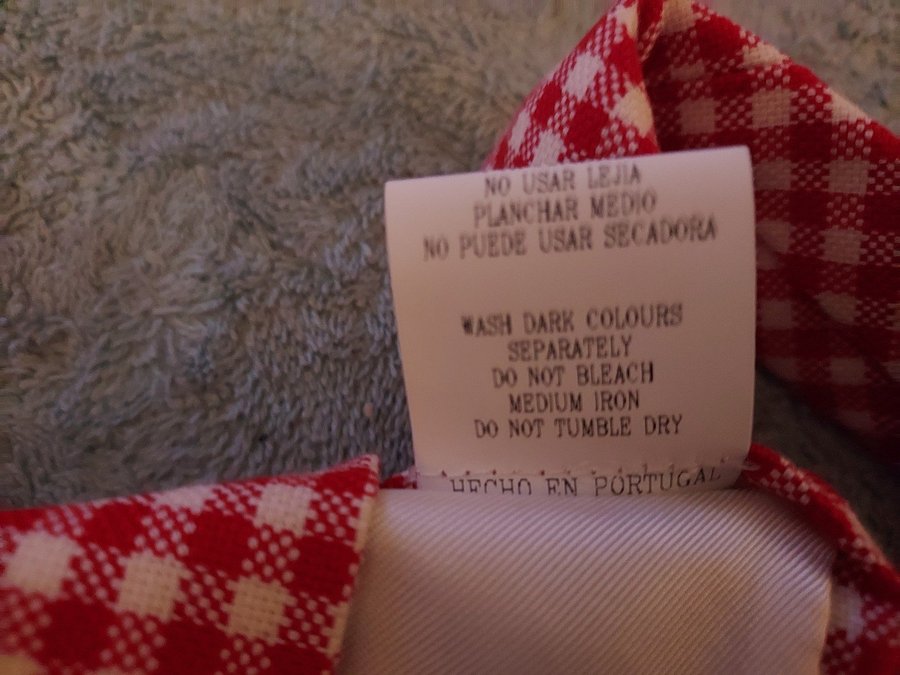 NO USAR LEJIA
PLANCHAR MEDIO
NO PUEDE USAR SECADORA
WASH DARK COLOURS
SEPARATELY
DO NOT BLEACH
MEDIUM IRON
DO NOT TUMBLE DRY
HECHO EN PORTUGAL